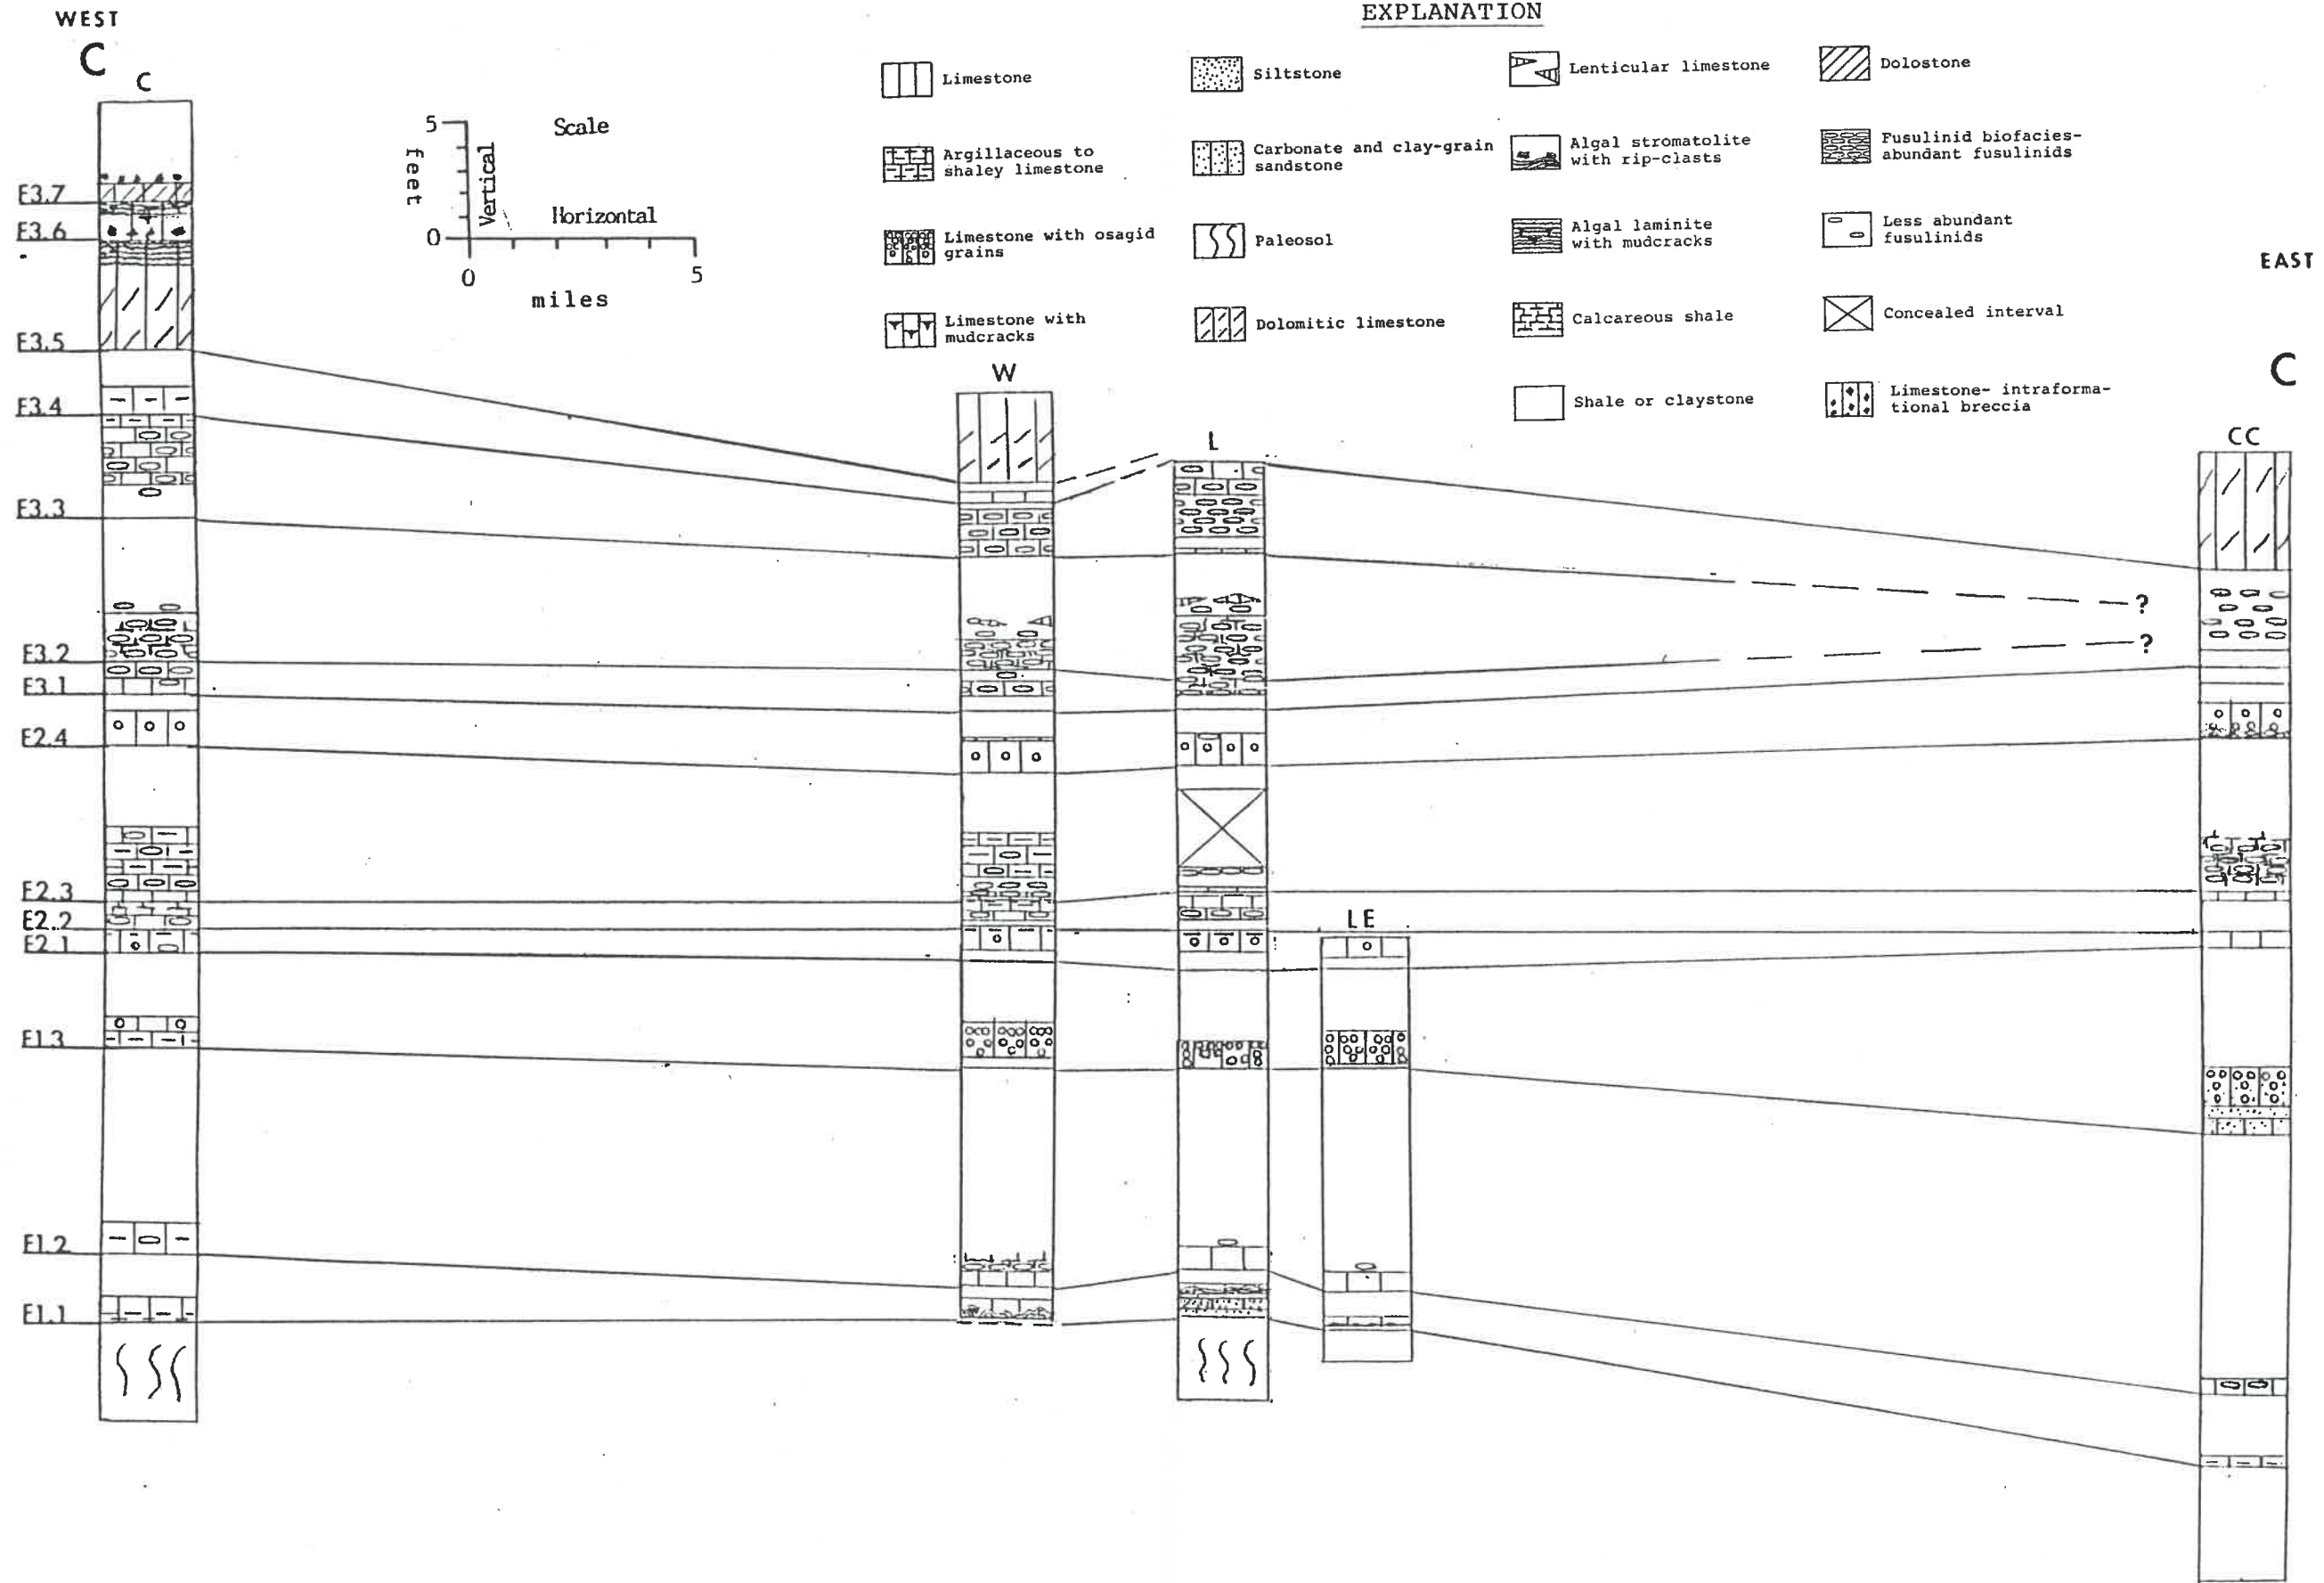 EXPLANATION
WEST
C
C
Limestone
Siltstone
Lenticular limestone
Dolostone
Argillaceous to
shaley limestone
Carbonate and clay-grain
sandstone
Algal stromatolite
with rip-clasts
Fusulinid biofacies-
abundant fusulinids
Limestone with osagid
grains
Paleosol
Algal laminite
with mudcracks
Less abundant
fusulinids
Limestone with
mudcracks
Dolomitic limestone
Calcareous shale
Concealed interval
Shale or claystone
Limestone- intraforma-
tional breccia
Scale
5
feet
Vertical
0
Horizontal
0
5
miles
EAST
C
W
L
LE
CC
E3.7
E3.6
E3.5
E3.4
E3.3
E3.2
E3.1
E2.4
E2.3
E2.2
E2.1
E1.3
E1.2
E1.1
?
?